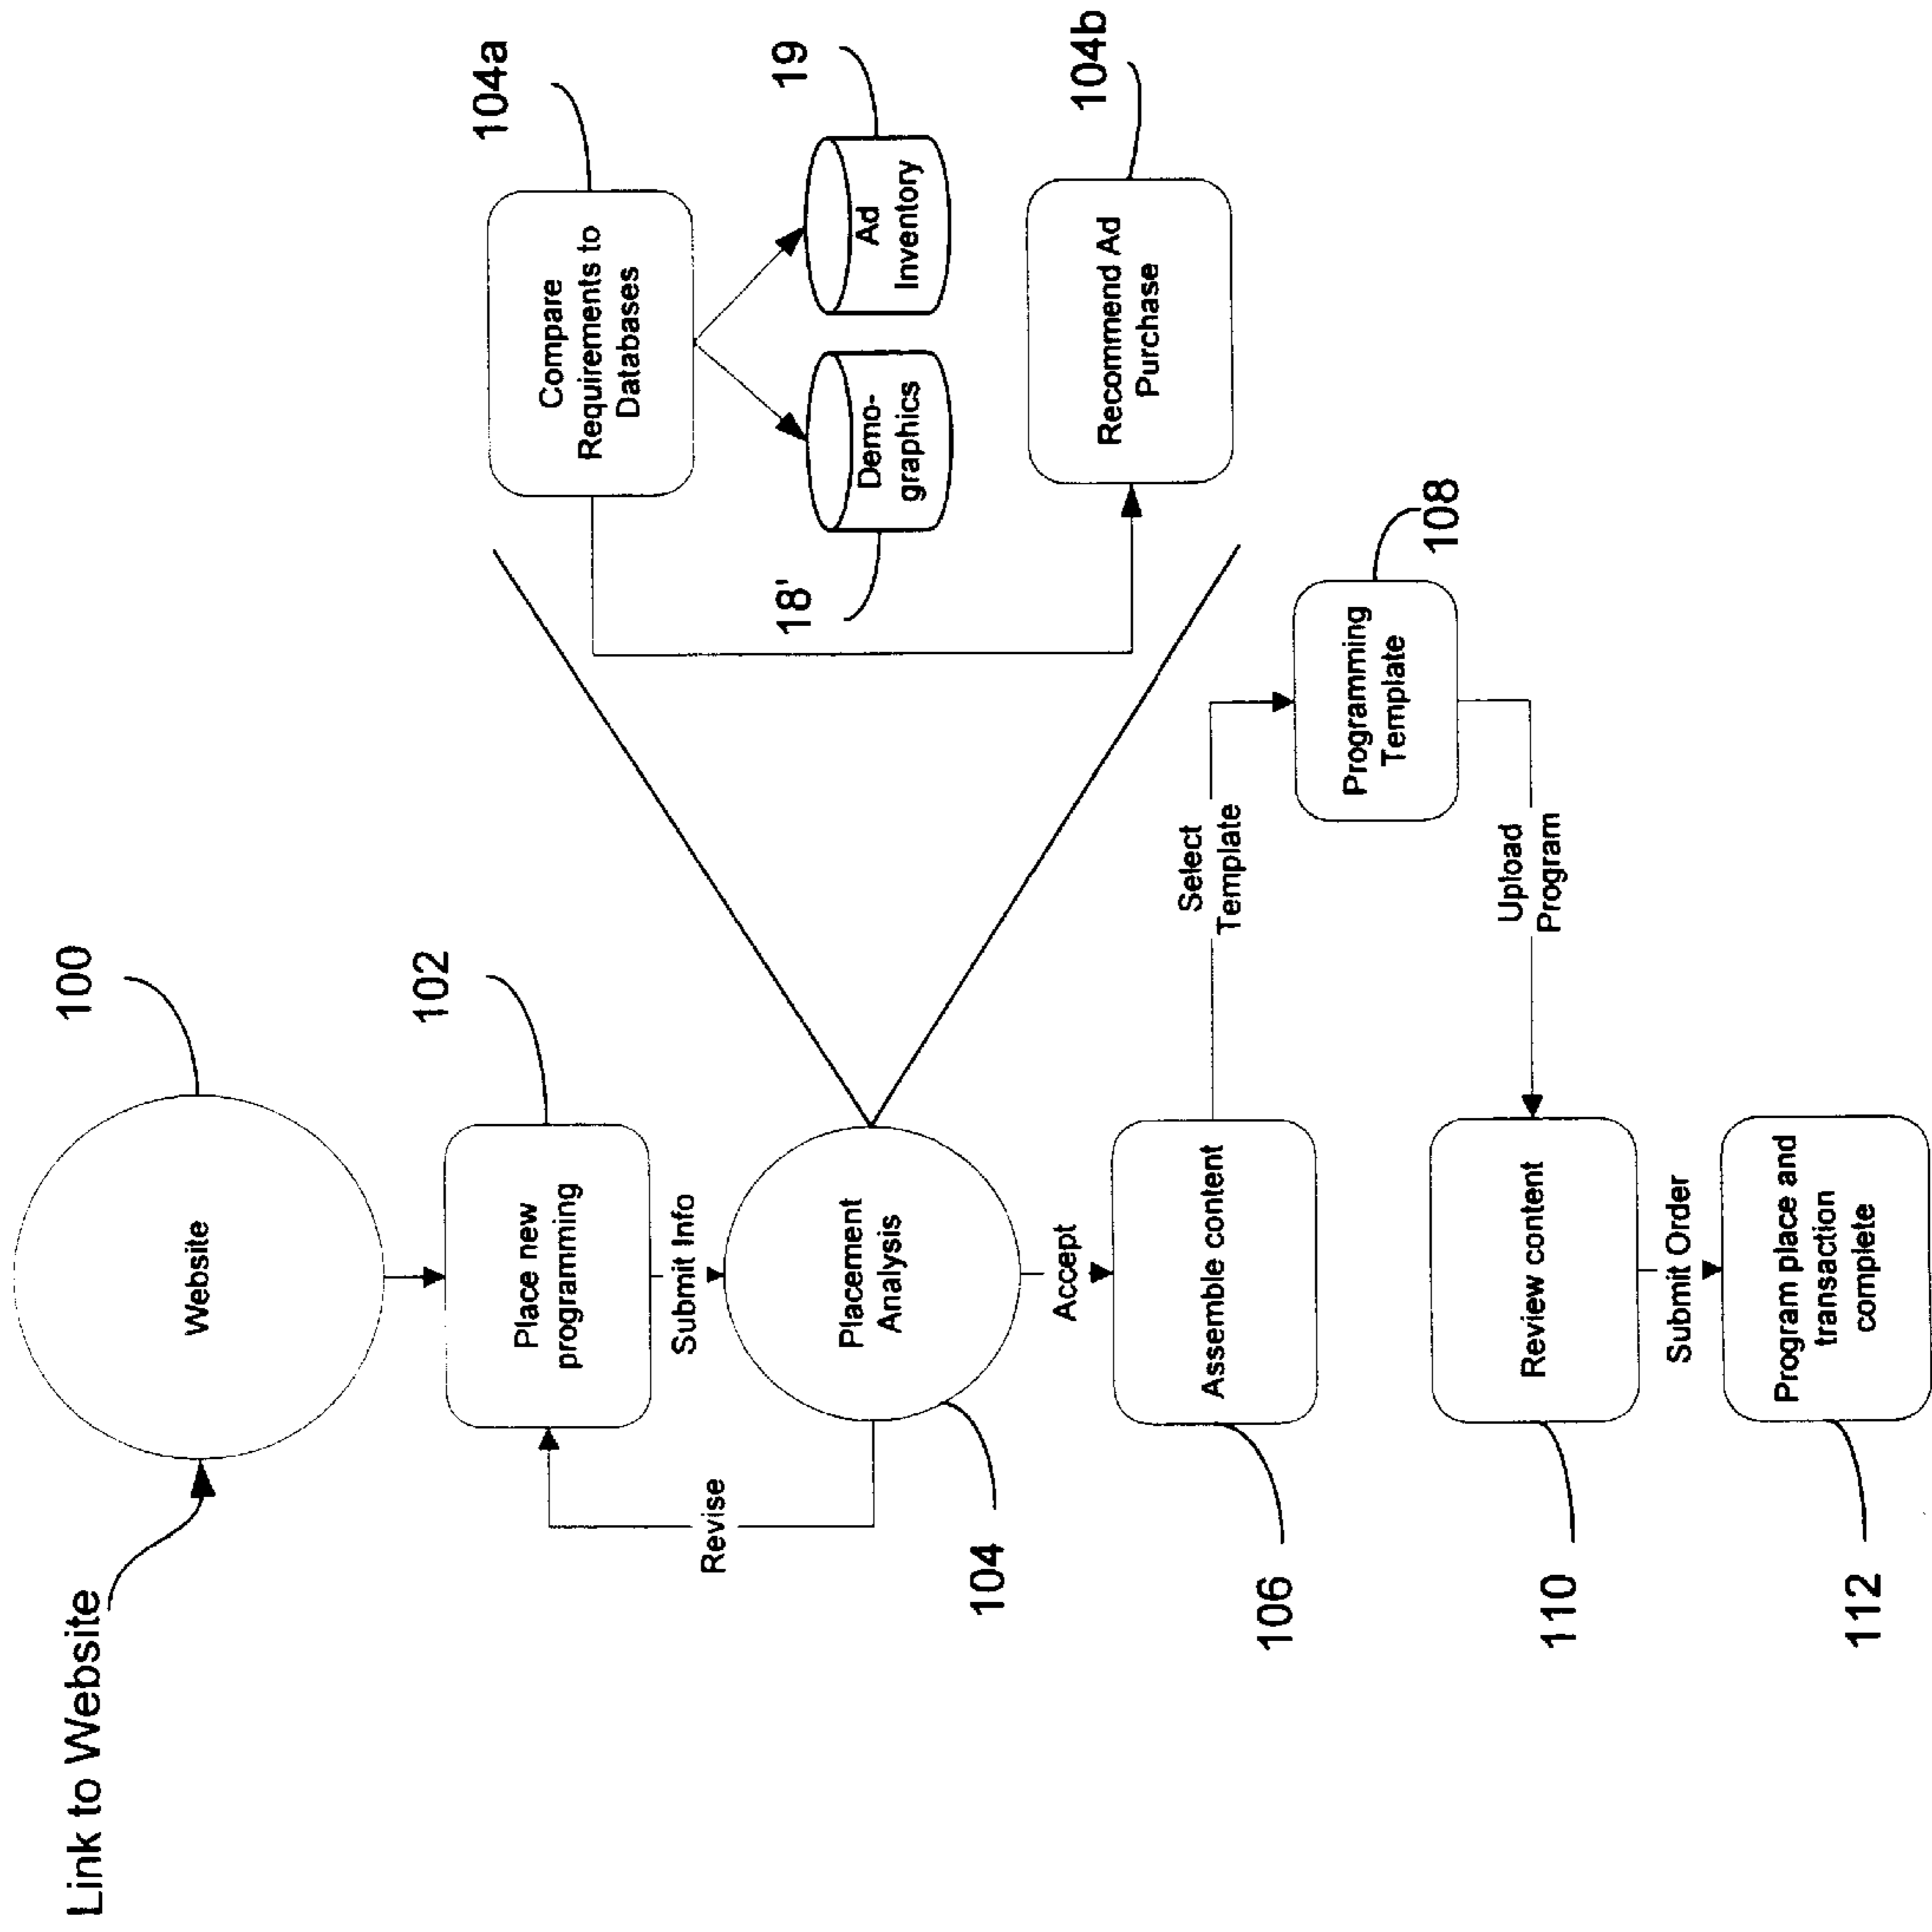 Link to Website
100
Website
102
Place new
programming
Submit Info
Revise
Placement
Analysis
104
Accept
104a
Compare
Requirements to
Databases
18'
Demo-
graphics
19
Ad
Inventory
104b
Recommend Ad
Purchase
106
Assemble content
Select
Template
108
Programming
Template
Upload
Program
110
Review content
Submit Order
112
Program place and
transaction
complete